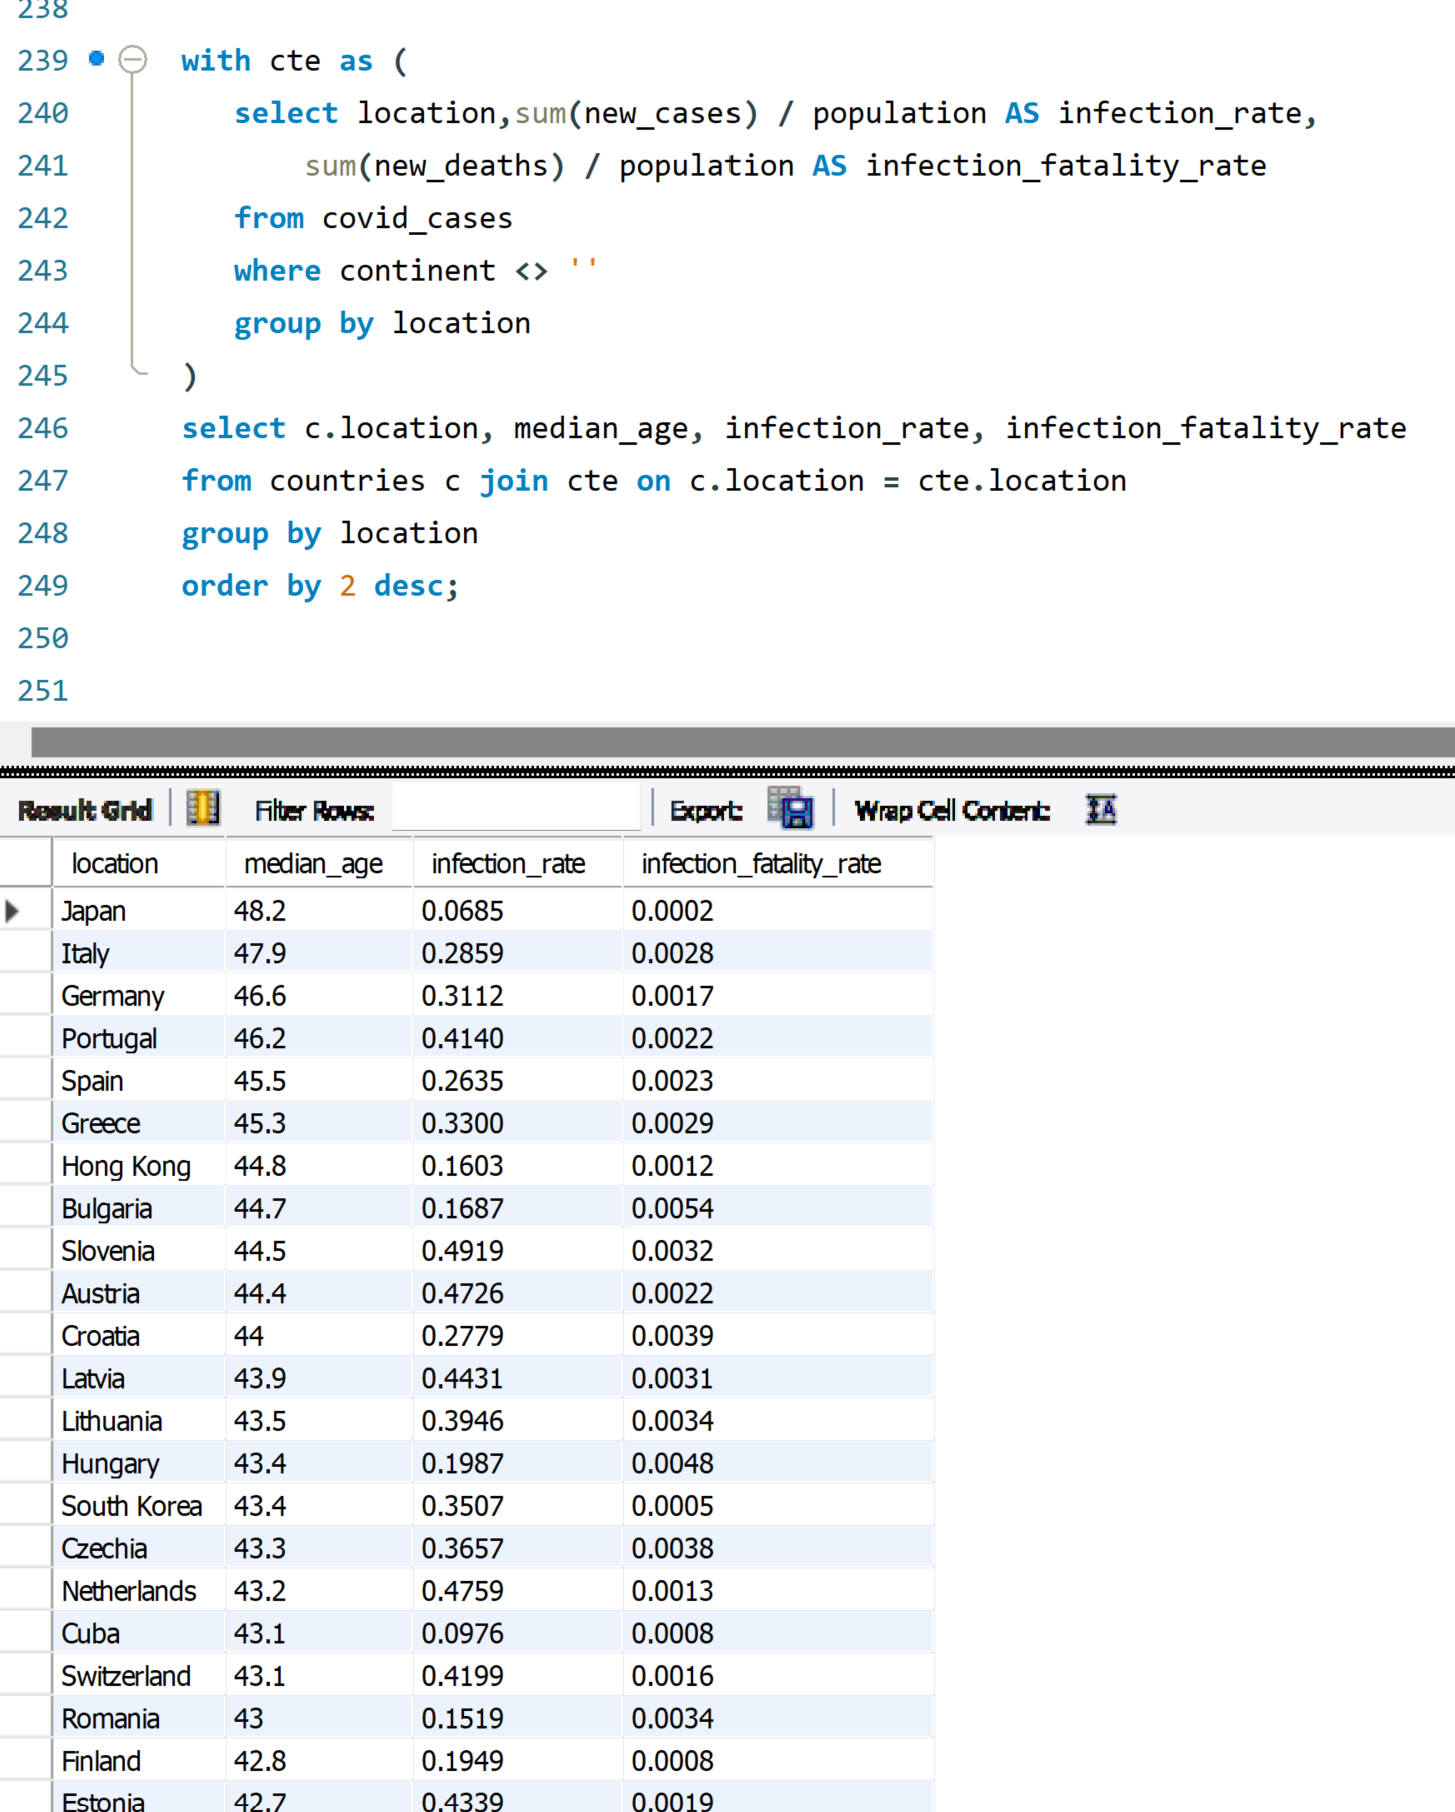 238
239 with cte as (
240 select location,sum(new_cases) / population AS infection_rate,
241 sum(new_deaths) / population AS infection_fatality_rate
242 from covid_cases
243 where continent <> ''
244 group by location
245 )
246 select c.location, median_age, infection_rate, infection_fatality_rate
247 from countries c join cte on c.location = cte.location
248 group by location
249 order by 2 desc;
250
251
Result Grid Filter Rows: Export: Wrap Cell Content: IA
location median_age infection_rate infection_fatality_rate
Japan 48.2 0.0685 0.0002
Italy 47.9 0.2859 0.0028
Germany 46.6 0.3112 0.0017
Portugal 46.2 0.4140 0.0022
Spain 45.5 0.2635 0.0023
Greece 45.3 0.3300 0.0029
Hong Kong 44.8 0.1603 0.0012
Bulgaria 44.7 0.1687 0.0054
Slovenia 44.5 0.4919 0.0032
Austria 44.4 0.4726 0.0022
Croatia 44 0.2779 0.0039
Latvia 43.9 0.4431 0.0031
Lithuania 43.5 0.3946 0.0034
Hungary 43.4 0.1987 0.0048
South Korea 43.4 0.3507 0.0005
Czechia 43.3 0.3657 0.0038
Netherlands 43.2 0.4759 0.0013
Cuba 43.1 0.0976 0.0008
Switzerland 43.1 0.4199 0.0016
Romania 43 0.1519 0.0034
Finland 42.8 0.1949 0.0008
Estonia 42.7 0.4339 0.0019